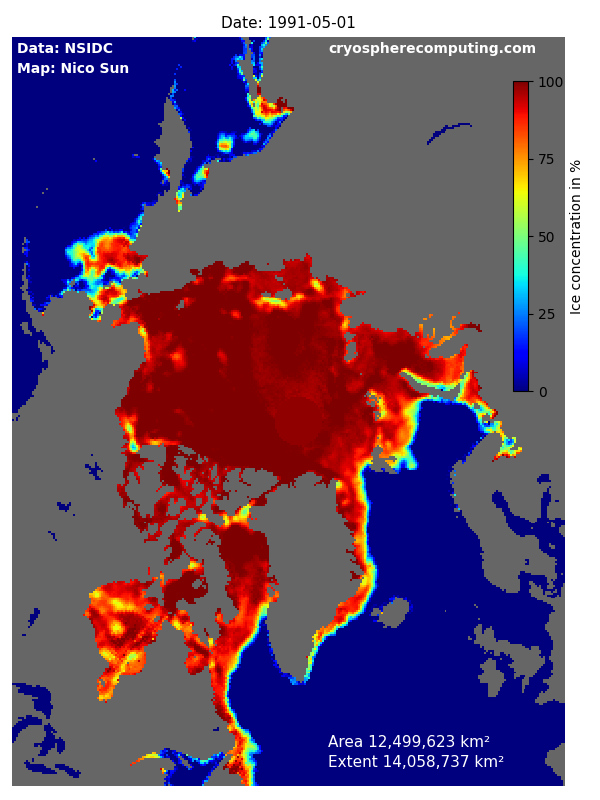 Date: 1991-05-01
Data: NSIDC
Map: Nico Sun
cryospherecomputing.com
100
75
50
25
0
Ice concentration in %
Area 12,499,623 km²
Extent 14,058,737 km²